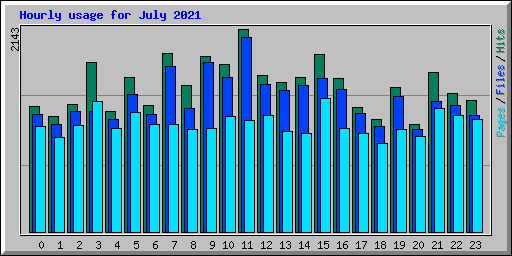 Hourly usage for July 2021
2143
Pages / Files / Hits
0 1 2 3 4 5 6 7 8 9 10 11 12 13 14 15 16 17 18 19 20 21 22 23